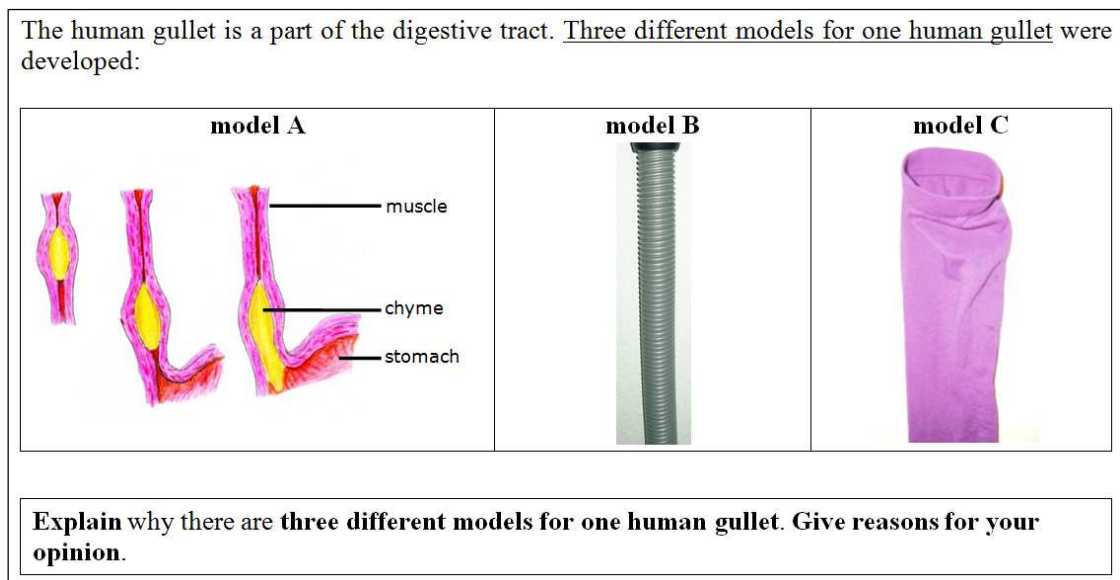 The human gullet is a part of the digestive tract. Three different models for one human gullet were
developed:
model A
model B
model C
muscle
chyme
stomach
Explain why there are three different models for one human gullet. Give reasons for your
opinion.